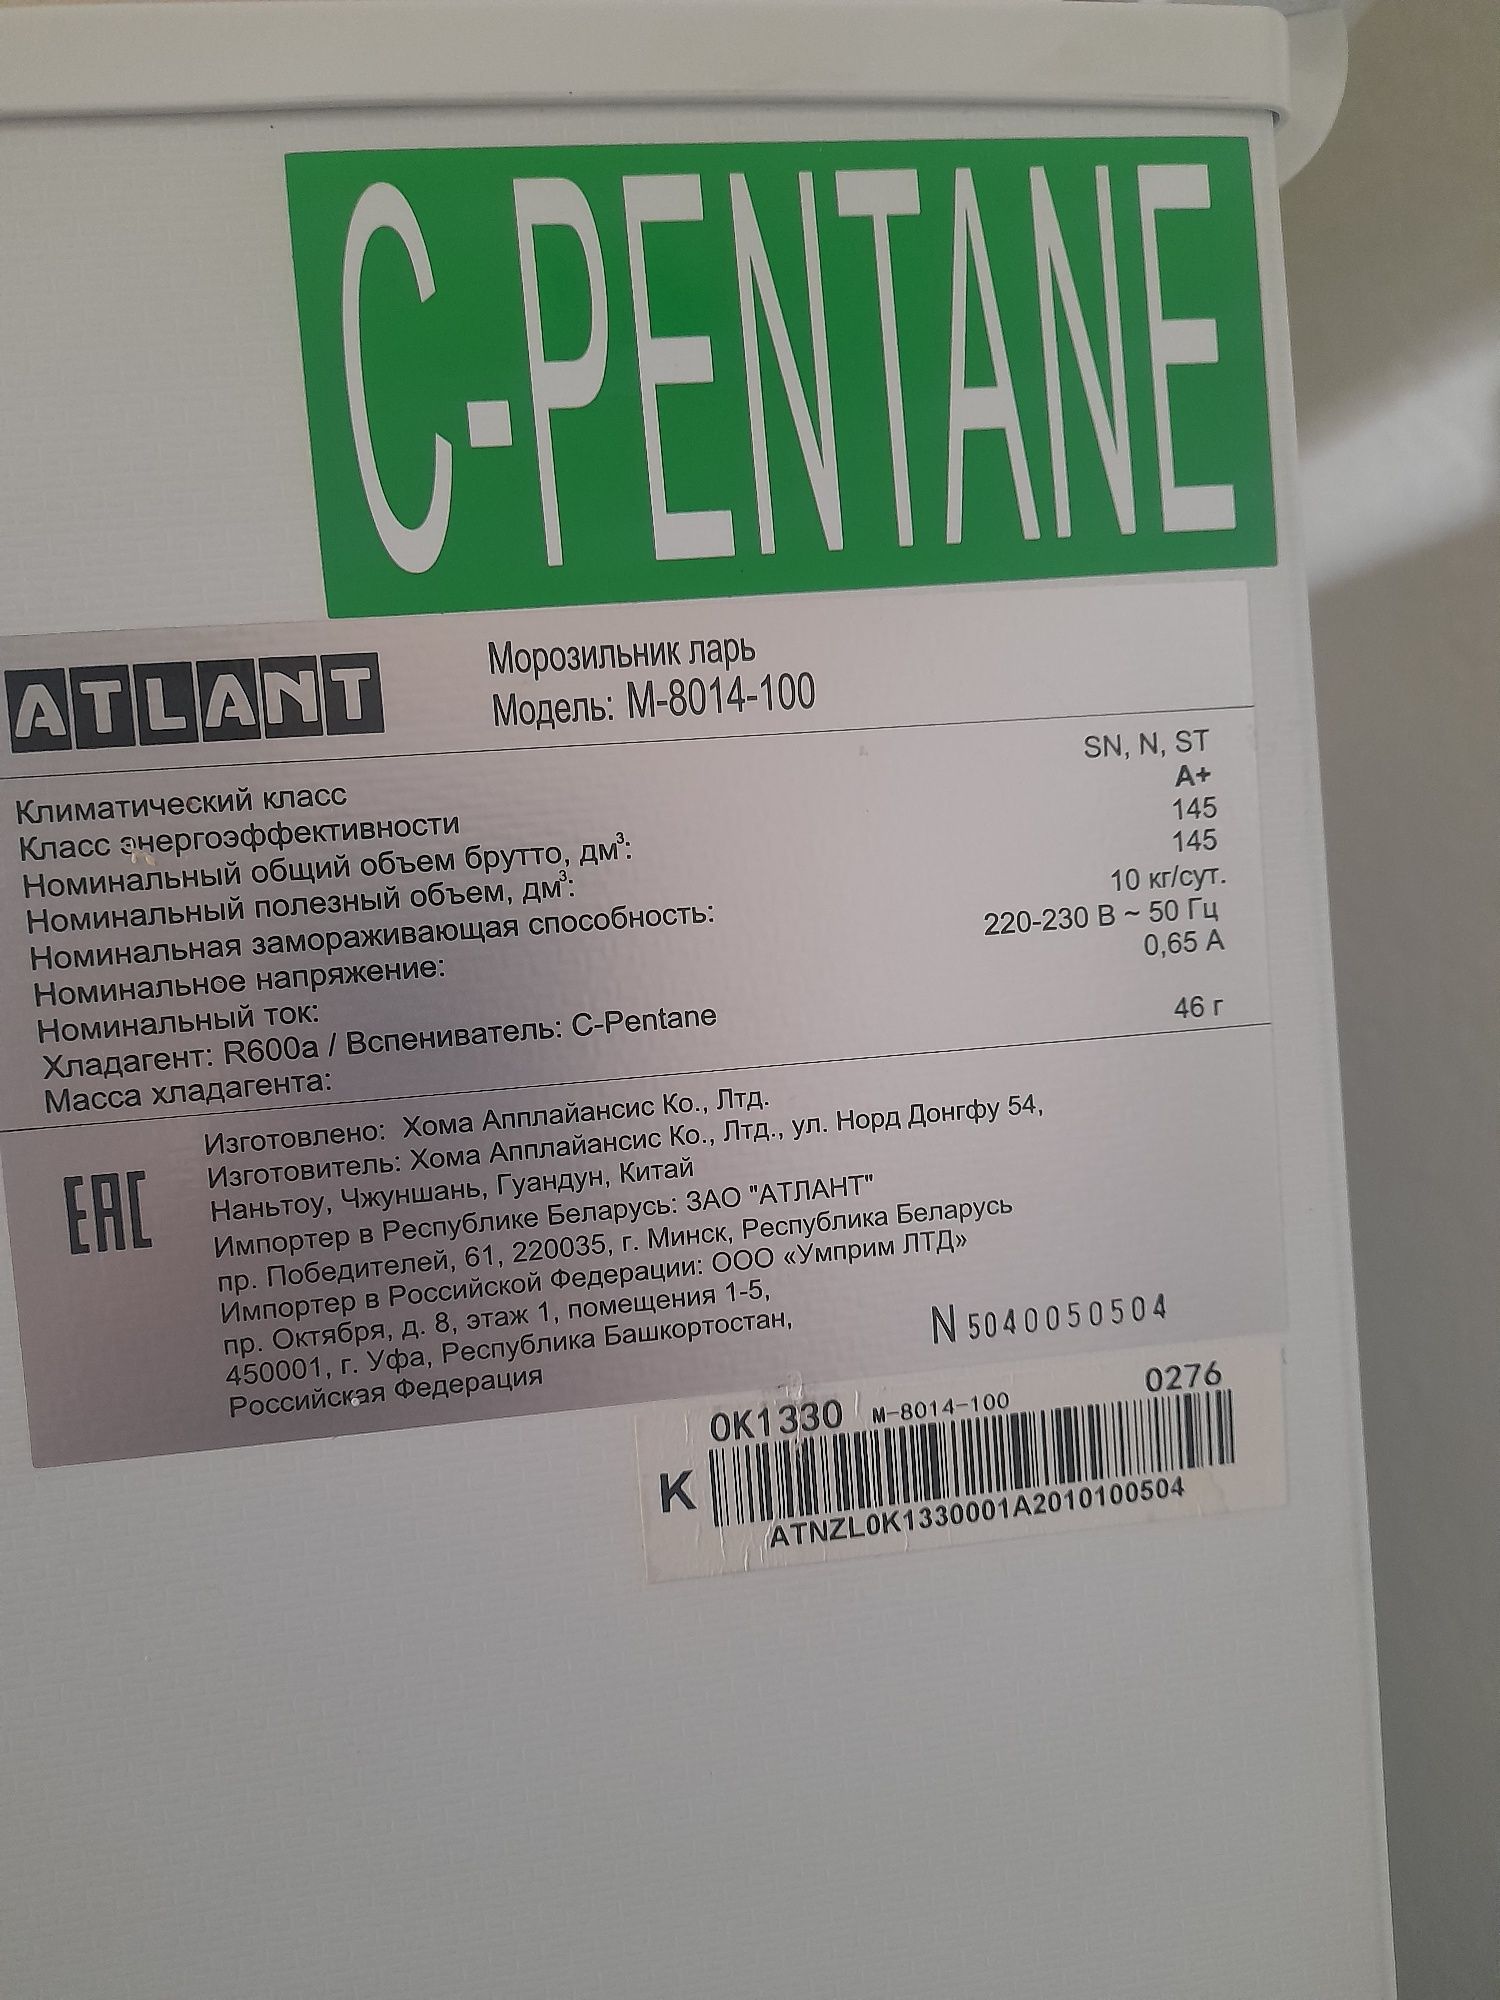 C-PENTANE
ATLANT
Морозильник ларь
Модель: М-8014-100
Климатический класс SN, N, ST
Класс энергоэффективности A+
Номинальный общий объем брутто, дм³: 145
Номинальный полезный объем, дм³: 145
Номинальная замораживающая способность: 10 кг/сут.
Номинальное напряжение: 220-230 В ~ 50 Гц
Номинальный ток: 0,65 А
Хладагент: R600a / Вспениватель: C-Pentane
Масса хладагента: 46 г
EAC
Изготовлено: Хома Апплайансис Ко., Лтд.
Изготовитель: Хома Апплайансис Ко., Лтд., ул. Норд Донгфу 54,
Наньтоу, Чжуншань, Гуандун, Китай
Импортер в Республике Беларусь: ЗАО "АТЛАНТ"
пр. Победителей, 61, 220035, г. Минск, Республика Беларусь
Импортер в Российской Федерации: ООО «Умприм ЛТД»
пр. Октября, д. 8, этаж 1, помещения 1-5,
450001, г. Уфа, Республика Башкортостан,
Российская Федерация
N 5040050504
0K1330 M-8014-100 0276
K
ATNZL0K1330001A2010100504